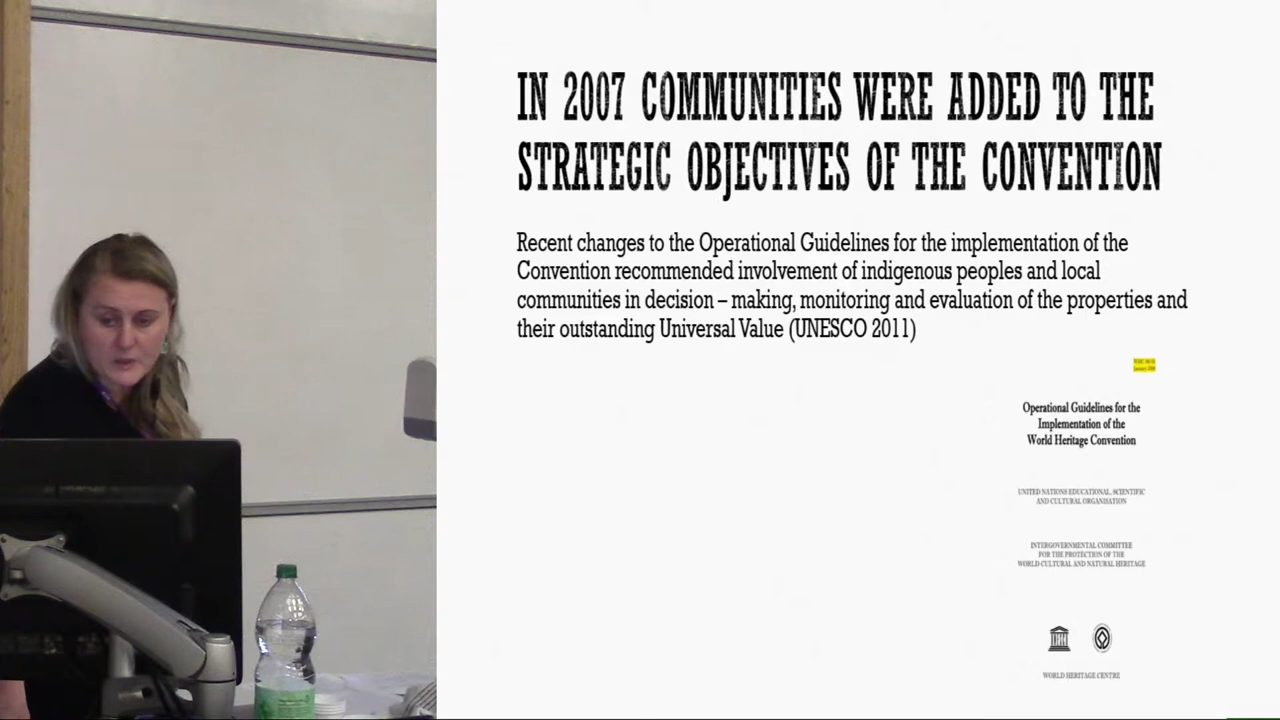 IN 2007 COMMUNITIES WERE ADDED TO THE
STRATEGIC OBJECTIVES OF THE CONVENTION
Recent changes to the Operational Guidelines for the implementation of the
Convention recommended involvement of indigenous peoples and local
communities in decision – making, monitoring and evaluation of the properties and
their outstanding Universal Value (UNESCO 2011)
Operational Guidelines for the
Implementation of the
World Heritage Convention
UNITED NATIONS EDUCATIONAL, SCIENTIFIC
AND CULTURAL ORGANISATION
INTERGOVERNMENTAL COMMITTEE
FOR THE PROTECTION OF THE
WORLD CULTURAL AND NATURAL HERITAGE
WORLD HERITAGE CENTRE